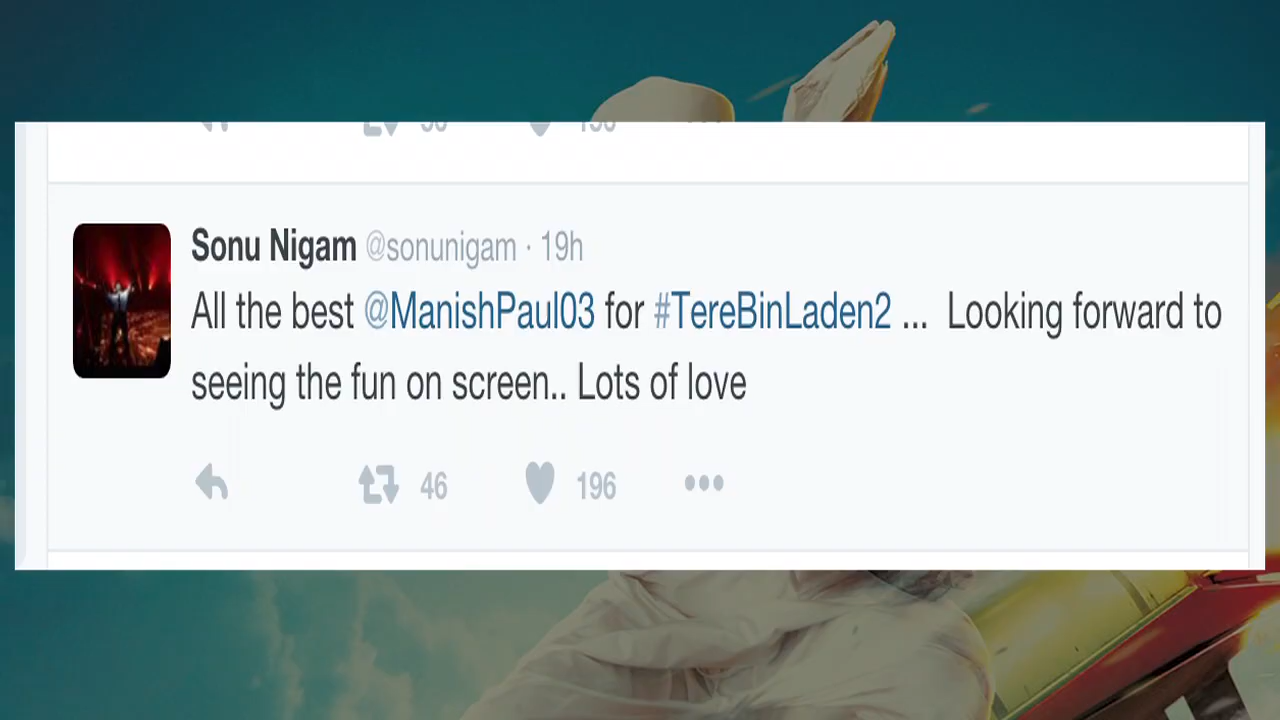 Sonu Nigam @sonunigam · 19h
All the best @ManishPaul03 for #TereBinLaden2 ... Looking forward to
seeing the fun on screen.. Lots of love
46 196